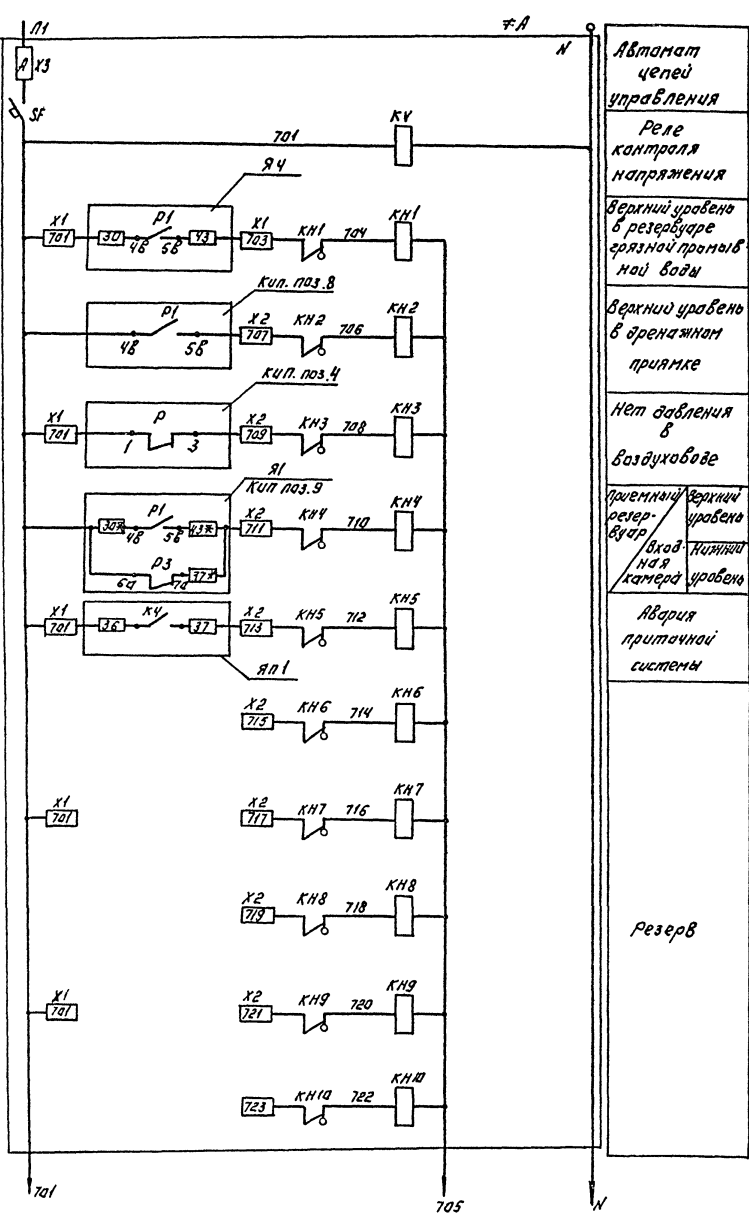 Л1
≠А
N
А
Х3
SF
Автомат
цепей
управления
KV
701
Реле
контроля
напряжения
Я4
Х1
701
30
Р1
4В
5В
43
Х1
703
КН1
704
КН1
Верхний уровень
в резервуаре
грязной промыв-
ной воды
Кип. поз.8
Р1
4В
5В
Х2
707
КН2
706
КН2
Верхний уровень
в дренажном
приямке
КИП. поз.4
Х1
701
Р
1
3
Х2
709
КН3
708
КН3
Нет давления
в
воздуховоде
Я1
Кип поз.9
30*
Р1
4В
5В
43*
Р3
6а
7а
37*
Х2
711
КН4
710
КН4
Приемный
резер-
вуар
Верхний
уровень
Вход-
ная
камера
Нижний
уровень
Х1
701
36
К4
37
Х2
713
КН5
712
КН5
Авария
приточной
системы
ЯП1
Х2
715
КН6
714
КН6
Х1
701
Х2
717
КН7
716
КН7
Х2
719
КН8
718
КН8
Резерв
Х1
701
Х2
721
КН9
720
КН9
723
КН10
722
КН10
701
705
N